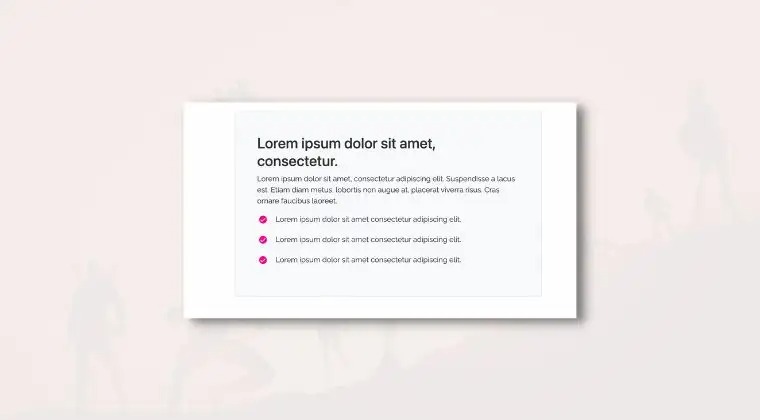 Lorem ipsum dolor sit amet,
consectetur.
Lorem ipsum dolor sit amet, consectetur adipiscing elit. Suspendisse a lacus
est. Etiam diam metus, lobortis non augue at, placerat viverra risus. Cras
ornare faucibus laoreet.
Lorem ipsum dolor sit amet consectetur adipiscing elit.
Lorem ipsum dolor sit amet consectetur adipiscing elit.
Lorem ipsum dolor sit amet consectetur adipiscing elit.